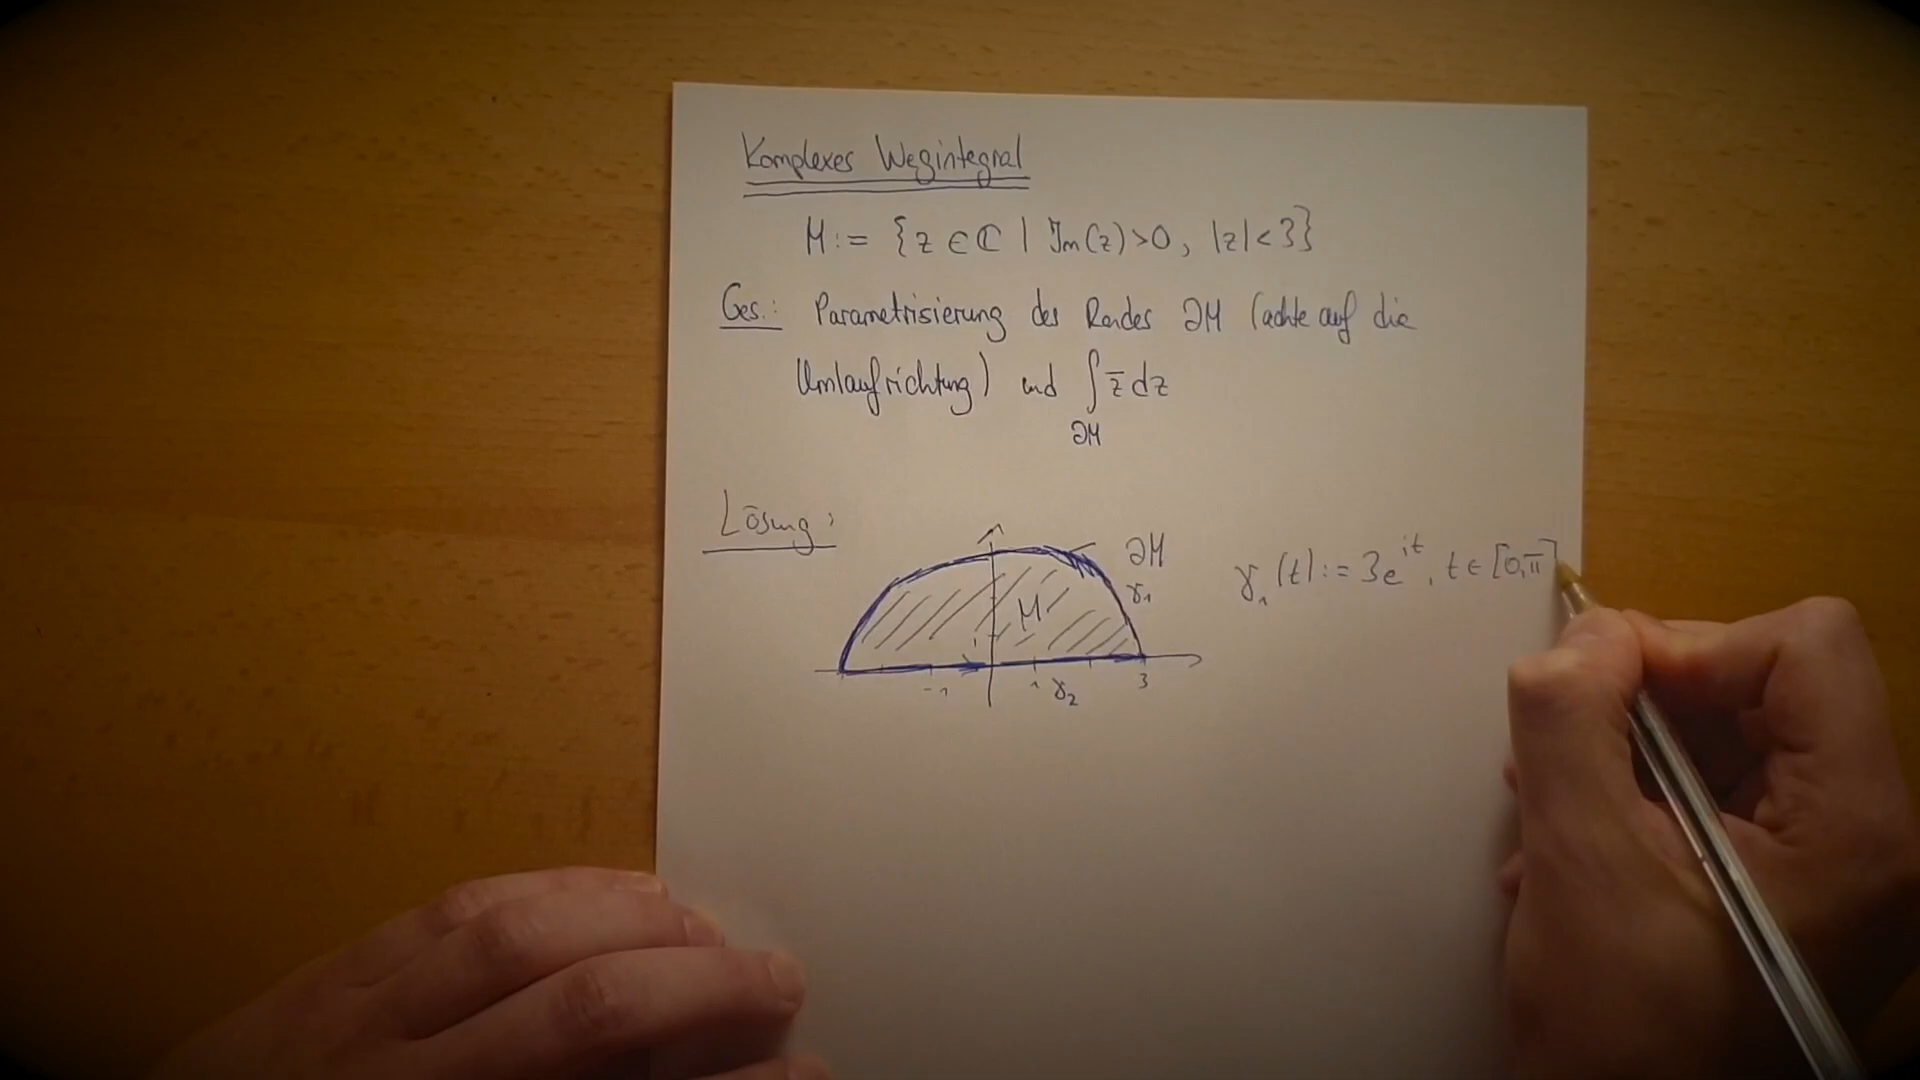 Komplexes Wegintegral
M := {z ∈ ℂ | Im(z)>0, |z|<3}
Ges.: Parametrisierung des Randes ∂M (achte auf die
Umlaufrichtung) und ∫ z̄ dz
∂M
Lösung:
∂M
γ₁
M
i
-1 1 γ₂ 3
γ₁(t) := 3e^{it}, t ∈ [0,π]